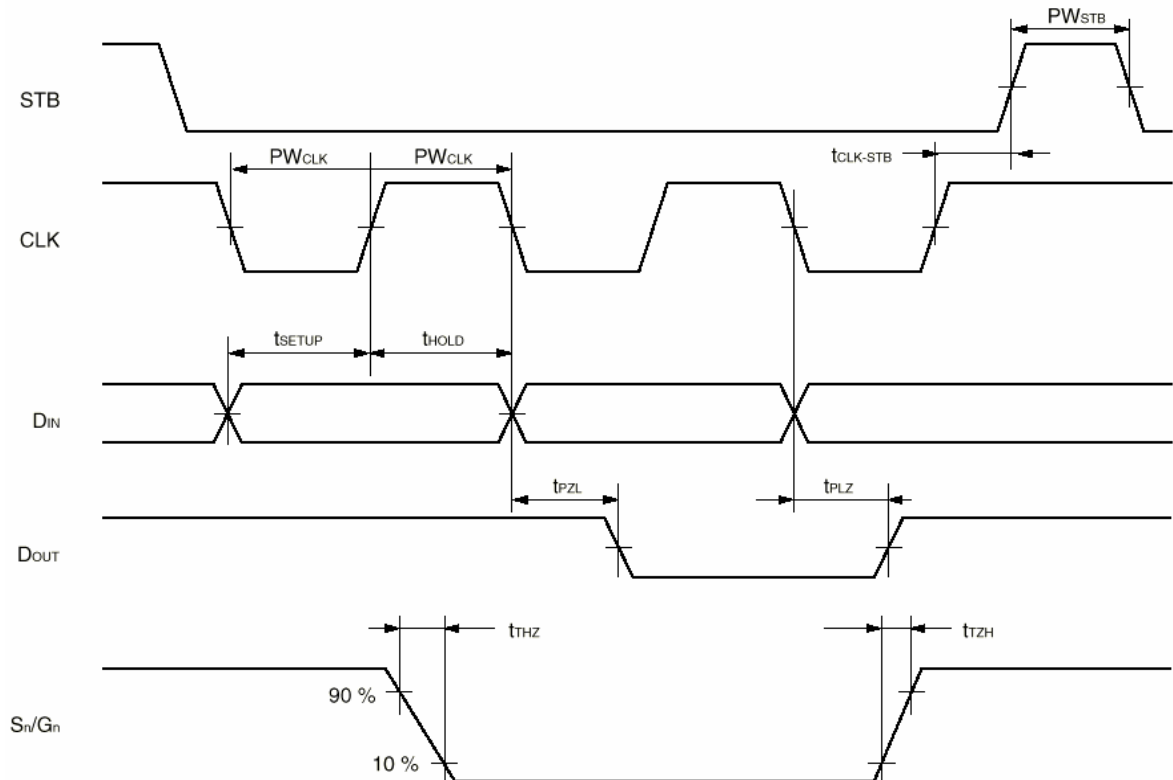 PWSTB
STB
PWCLK PWCLK tCLK-STB
CLK
tSETUP tHOLD
DIN
tPZL tPLZ
DOUT
tTHZ tTZH
90 %
Sn/Gn
10 %